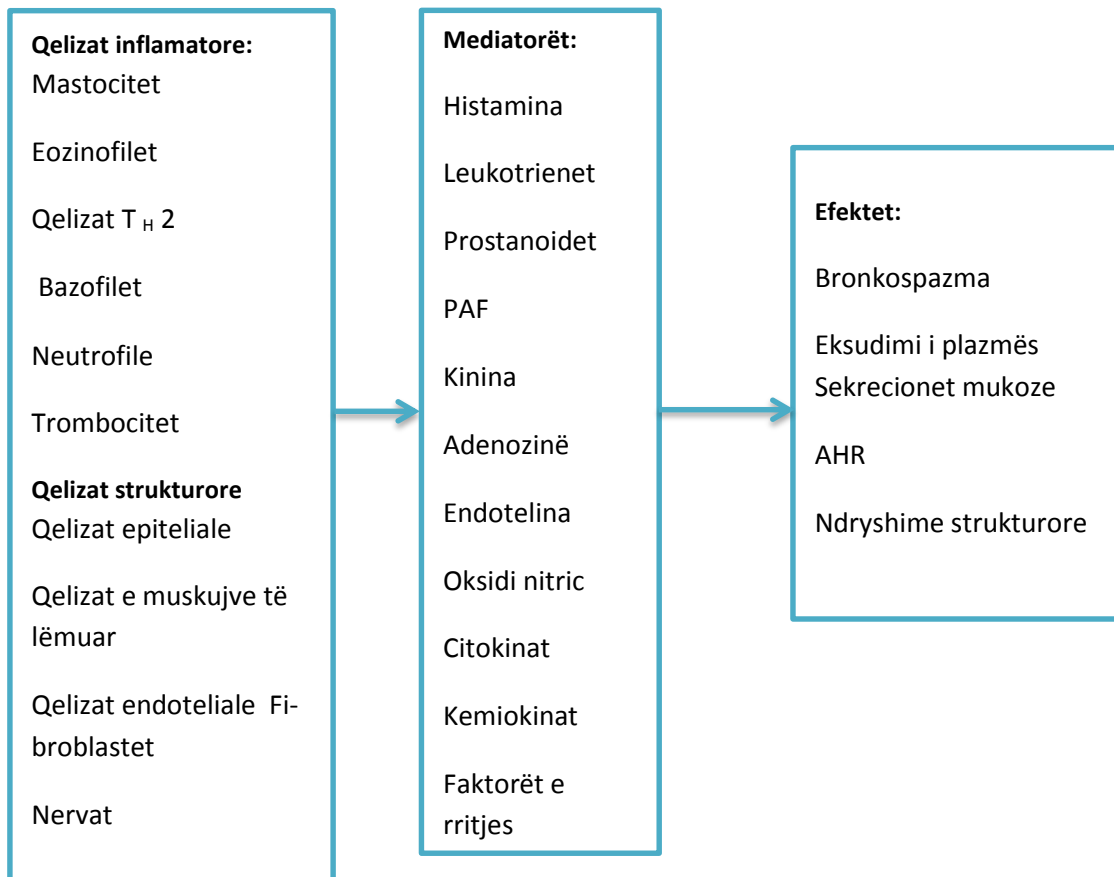 Qelizat inflamatore:
Mastocitet
Eozinofilet
Qelizat T H 2
Bazofilet
Neutrofile
Trombocitet
Qelizat strukturore
Qelizat epiteliale
Qelizat e muskujve të
lëmuar
Qelizat endoteliale Fi-
broblastet
Nervat
Mediatorët:
Histamina
Leukotrienet
Prostanoidet
PAF
Kinina
Adenozinë
Endotelina
Oksidi nitric
Citokinat
Kemiokinat
Faktorët e
rritjes
Efektet:
Bronkospazma
Eksudimi i plazmës
Sekrecionet mukoze
AHR
Ndryshime strukturore